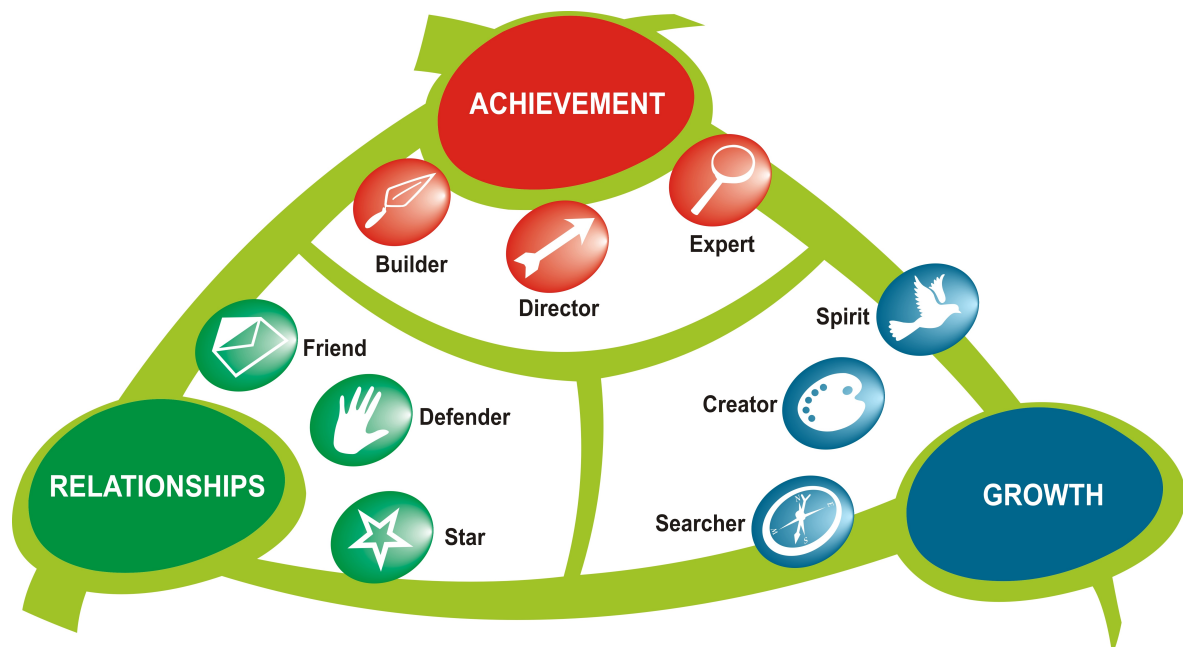 ACHIEVEMENT
Builder
Director
Expert
Friend
Defender
Star
RELATIONSHIPS
Spirit
Creator
Searcher
GROWTH
N
E
S
W